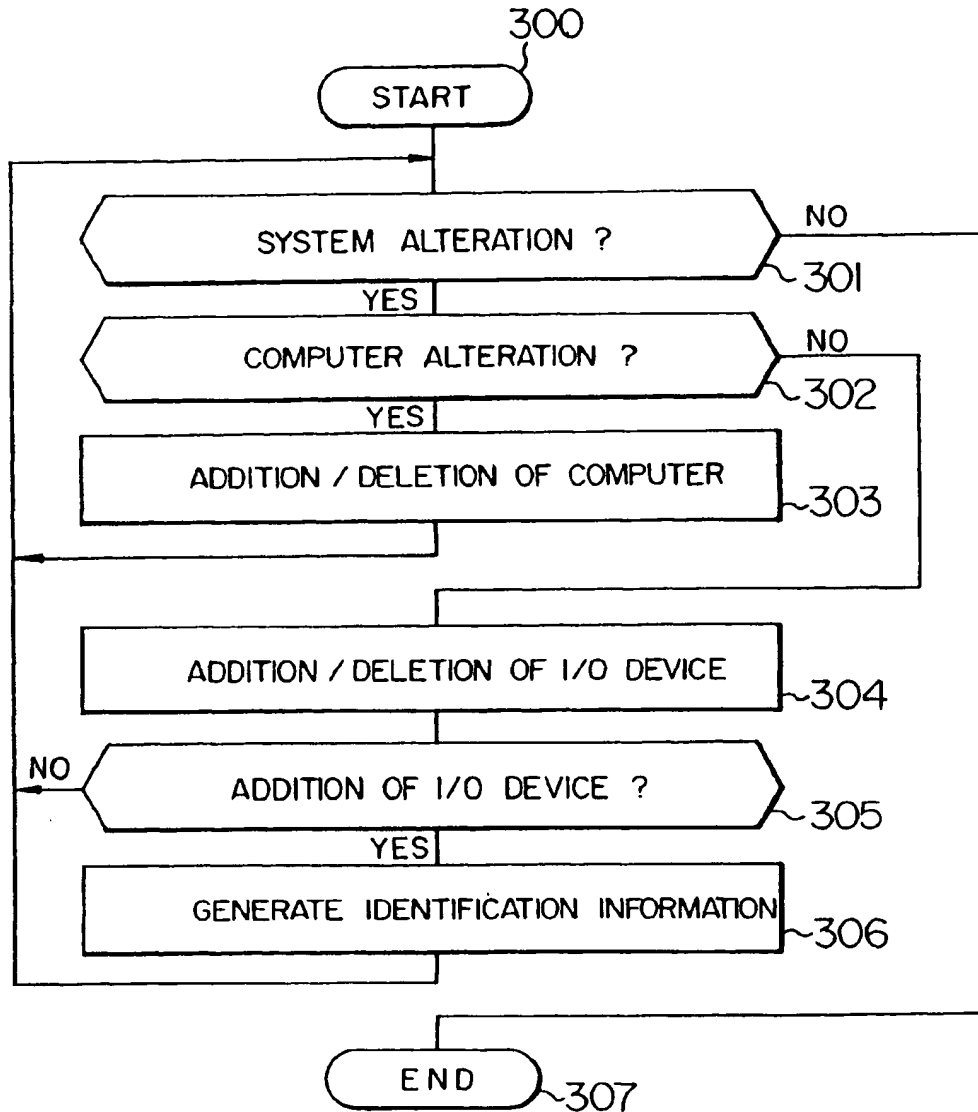 300
START
SYSTEM ALTERATION ?
NO
301
YES
COMPUTER ALTERATION ?
NO
302
YES
ADDITION / DELETION OF COMPUTER
303
ADDITION / DELETION OF I/O DEVICE
304
NO
ADDITION OF I/O DEVICE ?
305
YES
GENERATE IDENTIFICATION INFORMATION
306
END
307